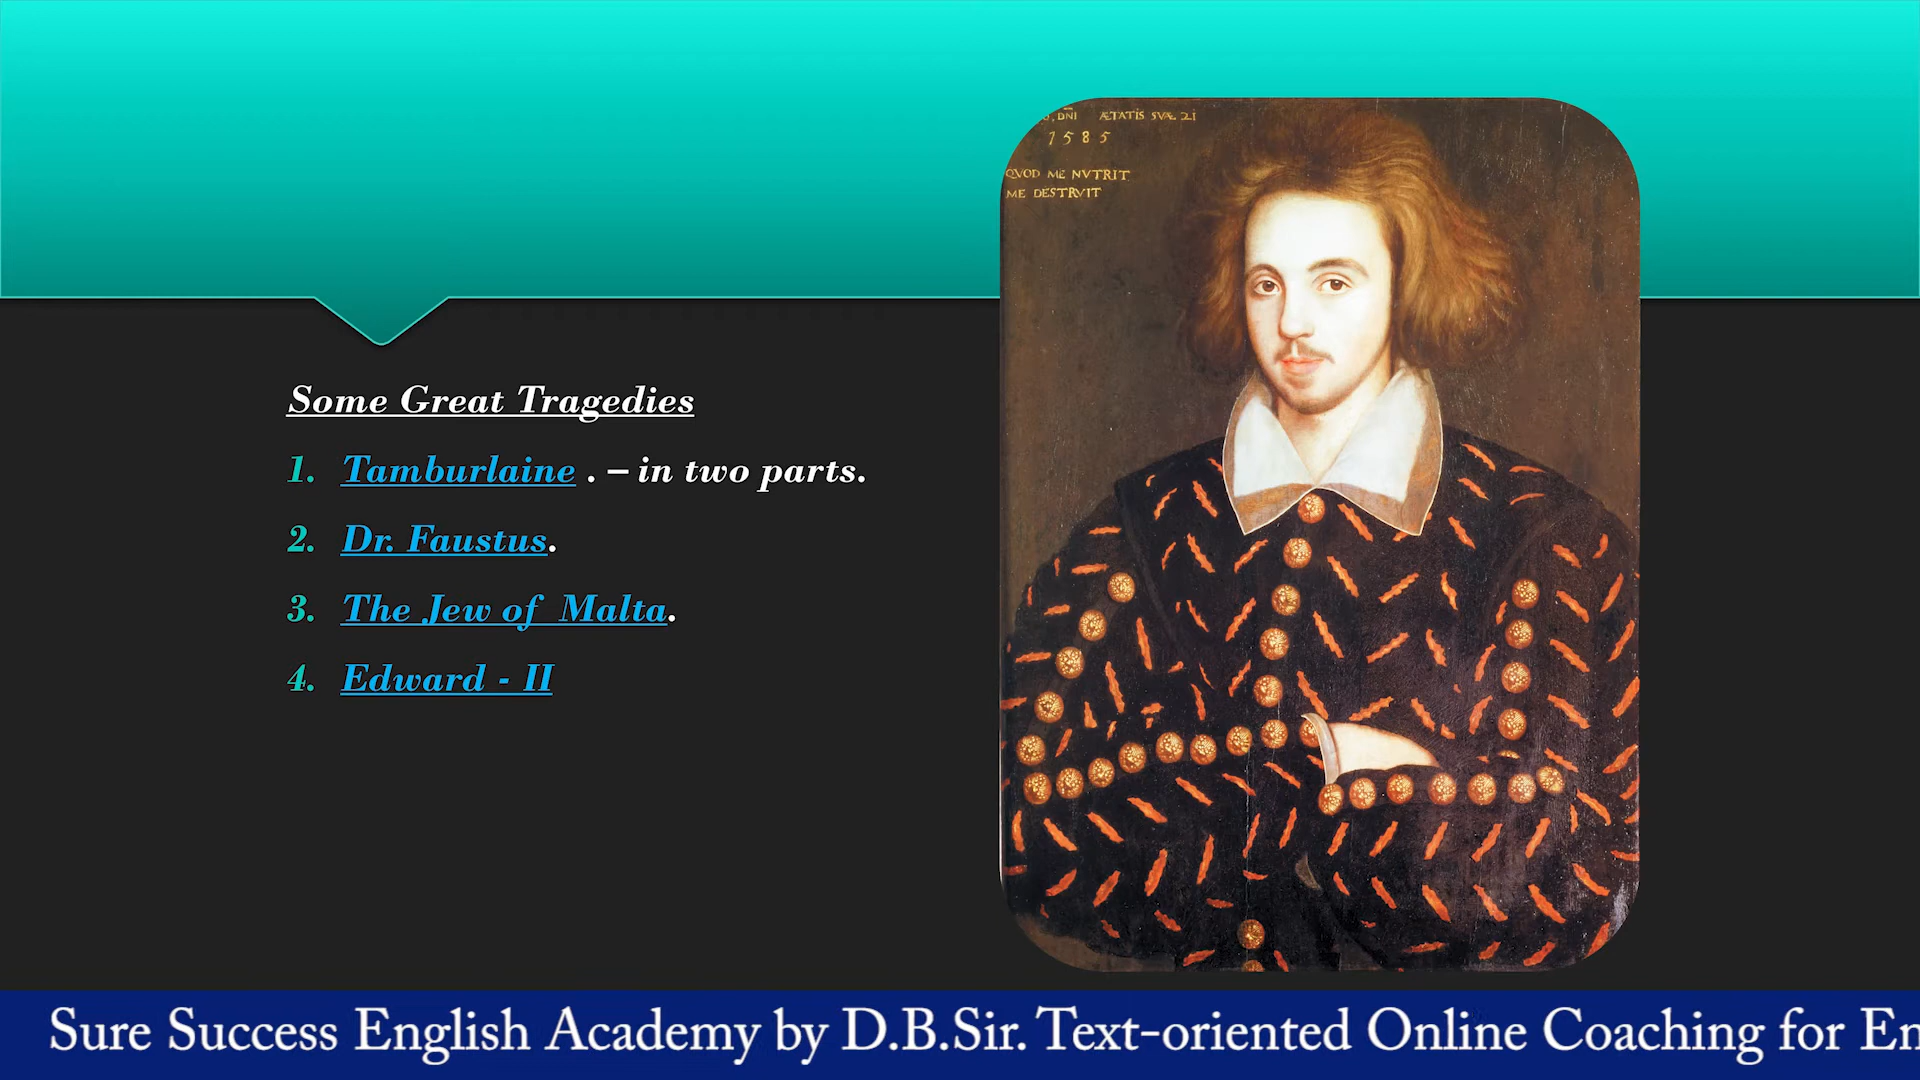 Some Great Tragedies
1. Tamburlaine . – in two parts.
2. Dr. Faustus.
3. The Jew of Malta.
4. Edward - II
DNI ÆTATIS SVÆ 21
1585
QVOD ME NVTRIT
ME DESTRVIT
Sure Success English Academy by D.B.Sir. Text-oriented Online Coaching for En